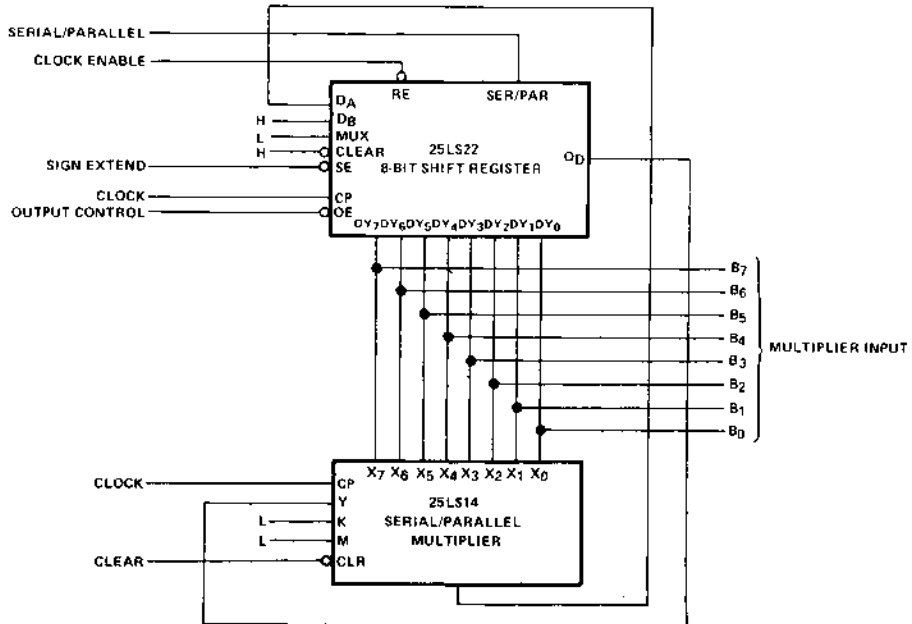 SERIAL/PARALLEL
CLOCK ENABLE
RE
SER/PAR
DA
H
DB
L
MUX
H
CLEAR
SIGN EXTEND
SE
25LS22
8-BIT SHIFT REGISTER
QD
CLOCK
CP
OUTPUT CONTROL
OE
DY7 DY6 DY5 DY4 DY3 DY2 DY1 DY0
B7
B6
B5
B4
B3
B2
B1
B0
MULTIPLIER INPUT
X7 X6 X5 X4 X3 X2 X1 X0
CLOCK
CP
Y
L
K
L
M
CLEAR
CLR
25LS14
SERIAL/PARALLEL
MULTIPLIER